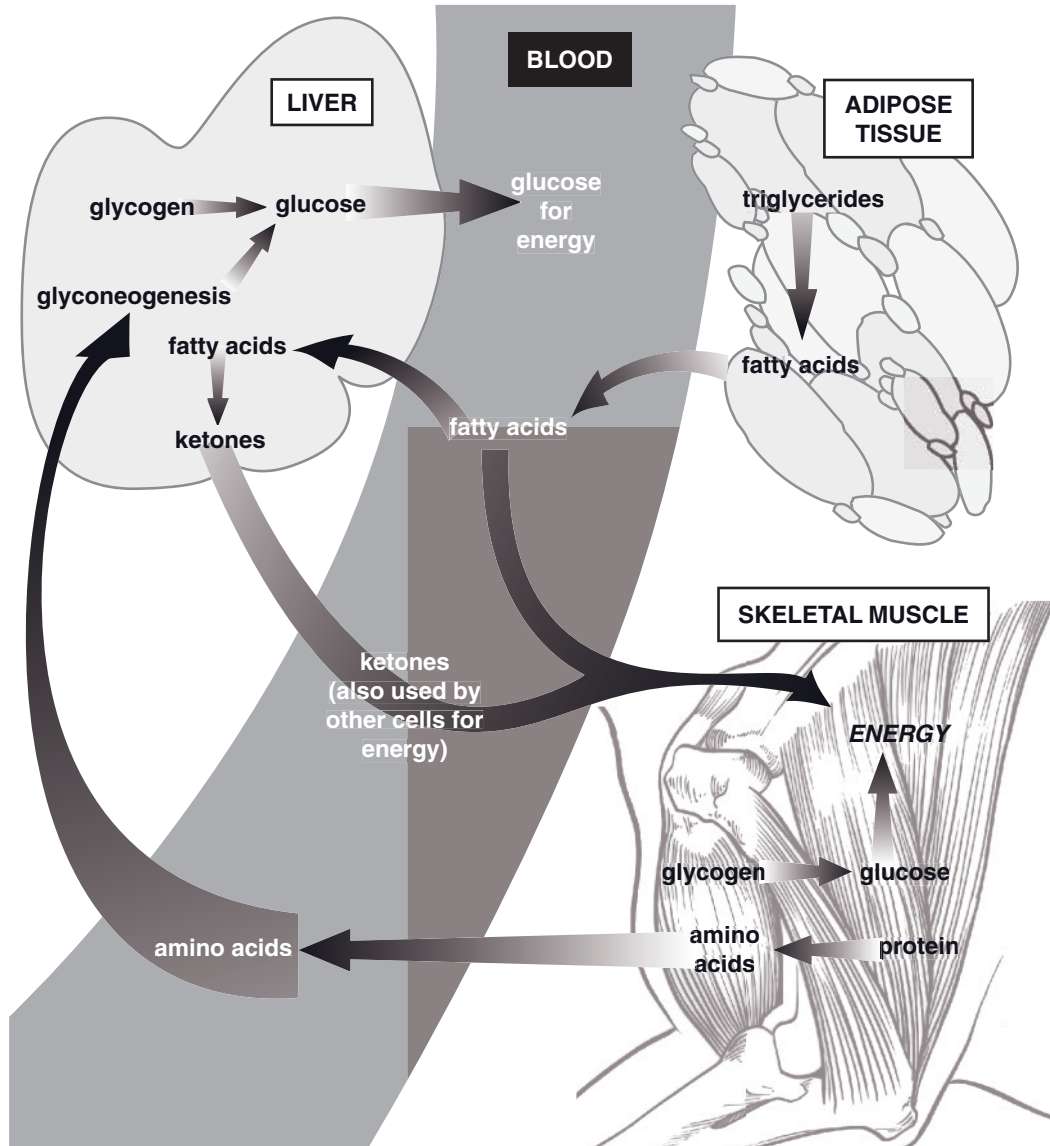 BLOOD
LIVER
ADIPOSE
TISSUE
glycogen
glucose
glucose
for
energy
triglycerides
glyconeogenesis
fatty acids
fatty acids
ketones
fatty acids
SKELETAL MUSCLE
ketones
(also used by
other cells for
energy)
ENERGY
glycogen
glucose
amino acids
amino
acids
protein